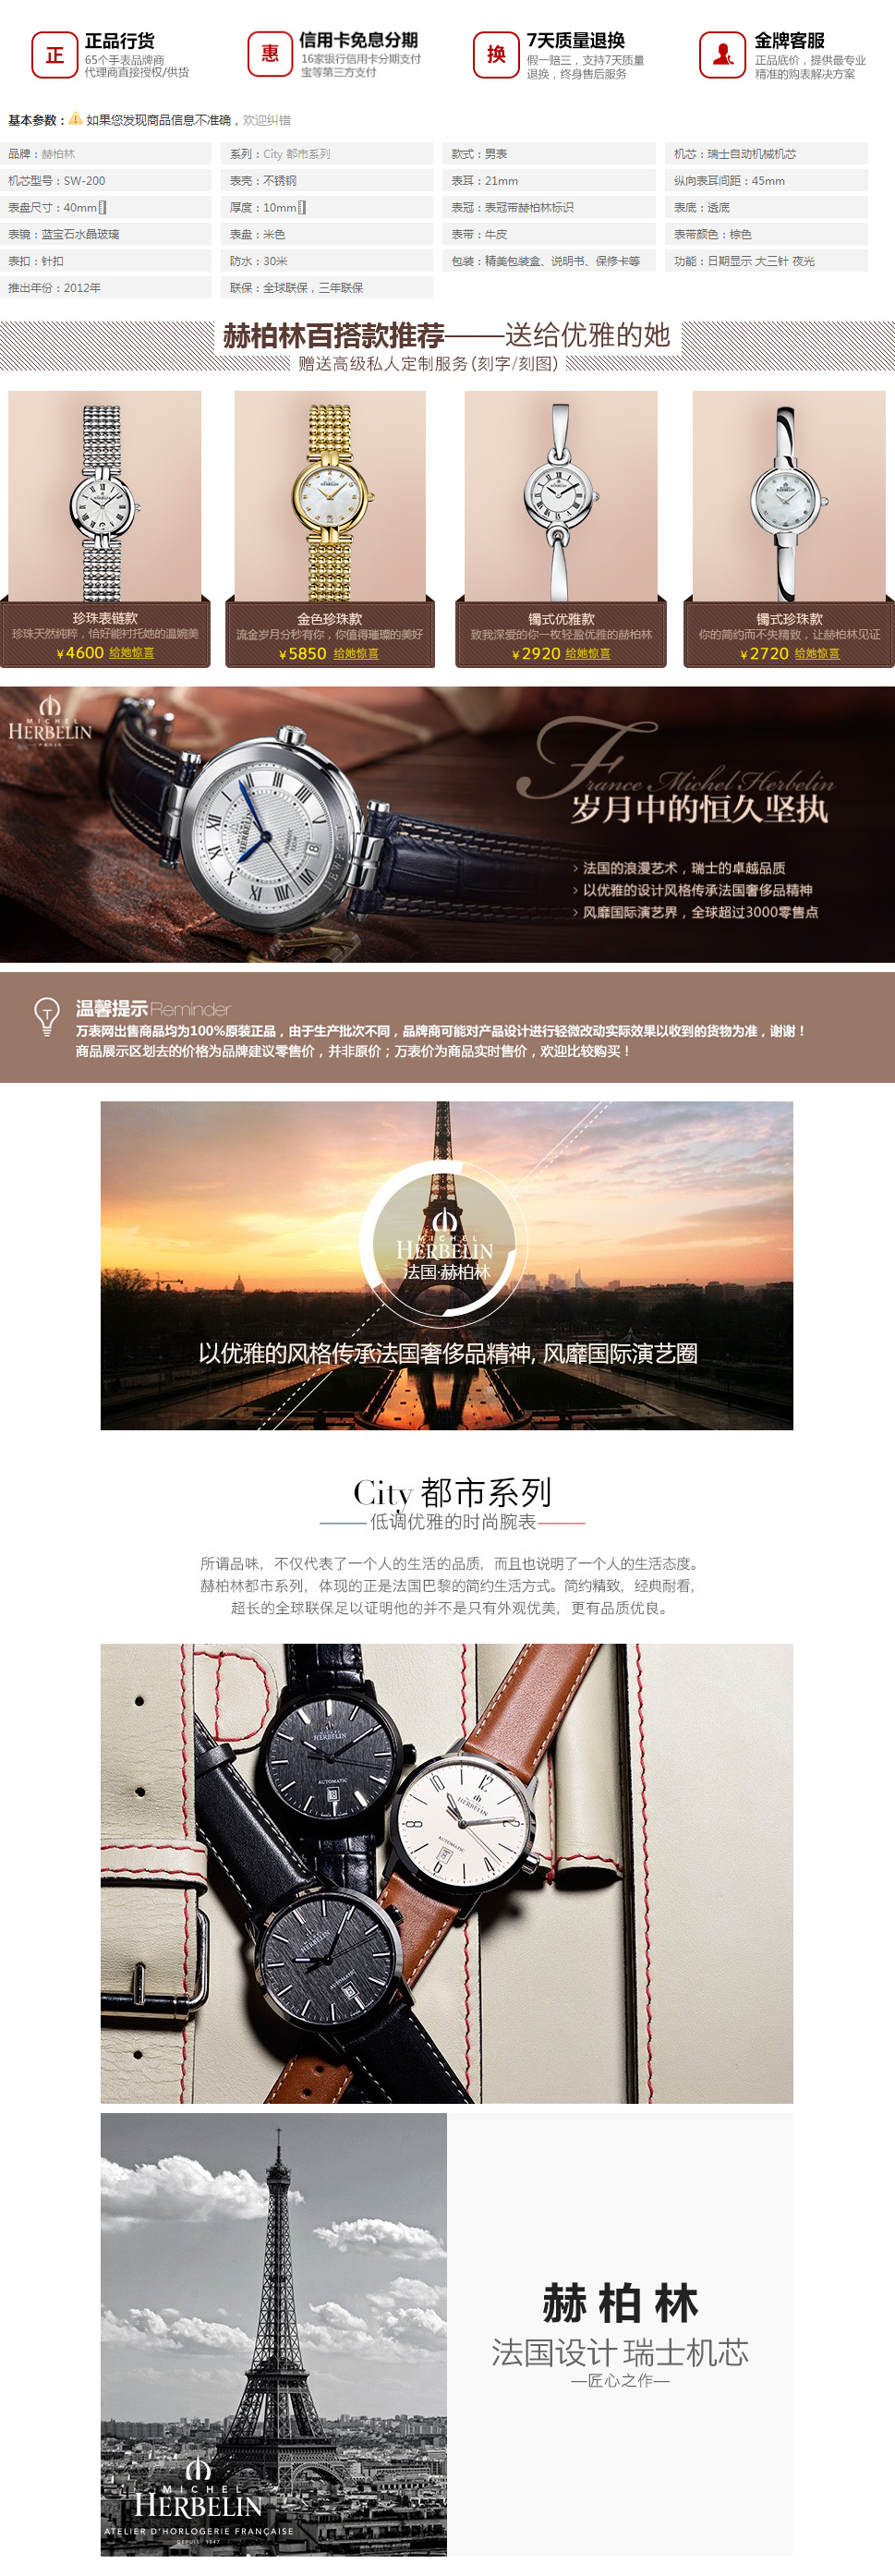 正 正品行货
65个手表品牌商
代理商直接授权/供货
惠 信用卡免息分期
16家银行信用卡分期支付
宝等第三方支付
换 7天质量退换
假一赔三，支持7天质量
退换，终身售后服务
金牌客服
正品底价，提供最专业
精准的购表解决方案
基本参数： 如果您发现商品信息不准确，欢迎纠错
品牌：赫柏林 系列：City 都市系列 款式：男表 机芯：瑞士自动机械机芯
机芯型号：SW-200 表壳：不锈钢 表耳：21mm 纵向表耳间距：45mm
表盘尺寸：40mm 厚度：10mm 表冠：表冠带赫柏林标识 表底：透底
表镜：蓝宝石水晶玻璃 表盘：米色 表带：牛皮 表带颜色：棕色
表扣：针扣 防水：30米 包装：精美包装盒、说明书、保修卡等 功能：日期显示 大三针 夜光
推出年份：2012年 联保：全球联保，三年联保
赫柏林百搭款推荐——送给优雅的她
赠送高级私人定制服务(刻字/刻图)
珍珠表链款
珍珠天然纯粹，恰好能衬托她的温婉美
¥4600 给她惊喜
金色珍珠款
流金岁月分秒有你，你值得璀璨的美好
¥5850 给她惊喜
镯式优雅款
致我深爱的你一枚轻盈优雅的赫柏林
¥2920 给她惊喜
镯式珍珠款
你的简约而不失精致，让赫柏林见证
¥2720 给她惊喜
MICHEL
HERBELIN
PARIS
France Michel Herbelin
岁月中的恒久坚执
› 法国的浪漫艺术，瑞士的卓越品质
› 以优雅的设计风格传承法国奢侈品精神
› 风靡国际演艺界，全球超过3000零售点
温馨提示Reminder
万表网出售商品均为100%原装正品，由于生产批次不同，品牌商可能对产品设计进行轻微改动实际效果以收到的货物为准，谢谢！
商品展示区划去的价格为品牌建议零售价，并非原价；万表价为商品实时售价，欢迎比较购买！
MICHEL
HERBELIN
法国·赫柏林
以优雅的风格传承法国奢侈品精神, 风靡国际演艺圈
City 都市系列
低调优雅的时尚腕表
所谓品味，不仅代表了一个人的生活的品质，而且也说明了一个人的生活态度。
赫柏林都市系列，体现的正是法国巴黎的简约生活方式。简约精致，经典耐看，
超长的全球联保足以证明他的并不是只有外观优美，更有品质优良。
HERBELIN
AUTOMATIC
HERBELIN
AUTOMATIC
HERBELIN
AUTOMATIC
赫柏林
法国设计 瑞士机芯
—匠心之作—
MICHEL
HERBELIN
ATELIER D'HORLOGERIE FRANÇAISE
DEPUIS 1947